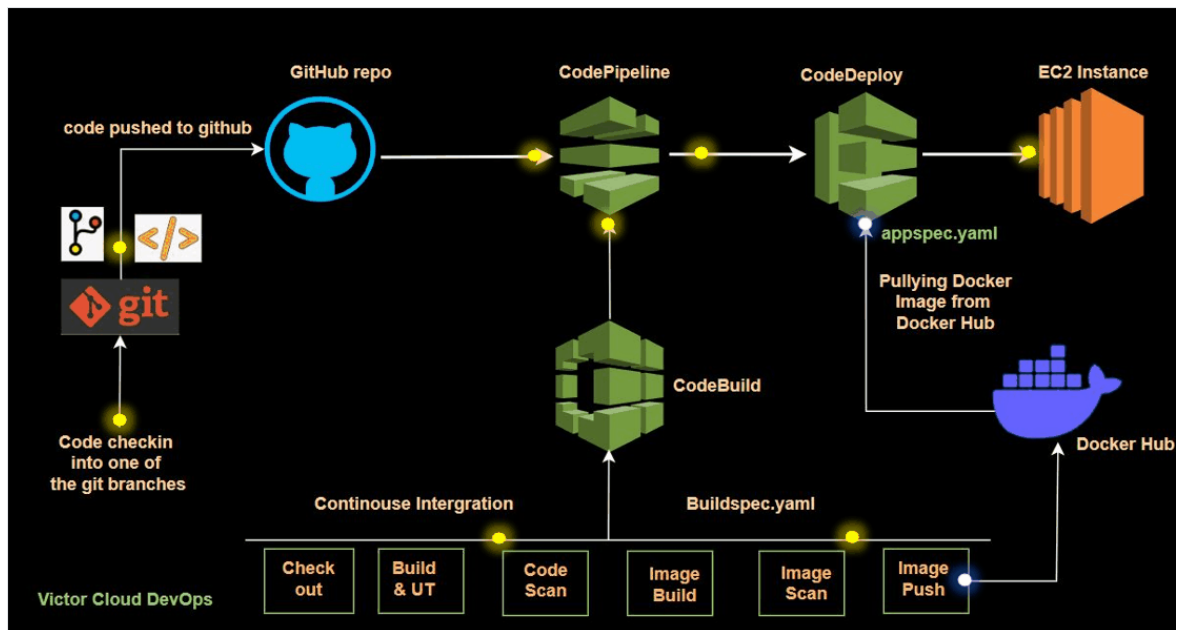 GitHub repo
CodePipeline
CodeDeploy
EC2 Instance
code pushed to github
</>
git
appspec.yaml
Pullying Docker
Image from
Docker Hub
CodeBuild
Docker Hub
Code checkin
into one of
the git branches
Continouse Intergration
Buildspec.yaml
Check
out
Build
& UT
Code
Scan
Image
Build
Image
Scan
Image
Push
Victor Cloud DevOps